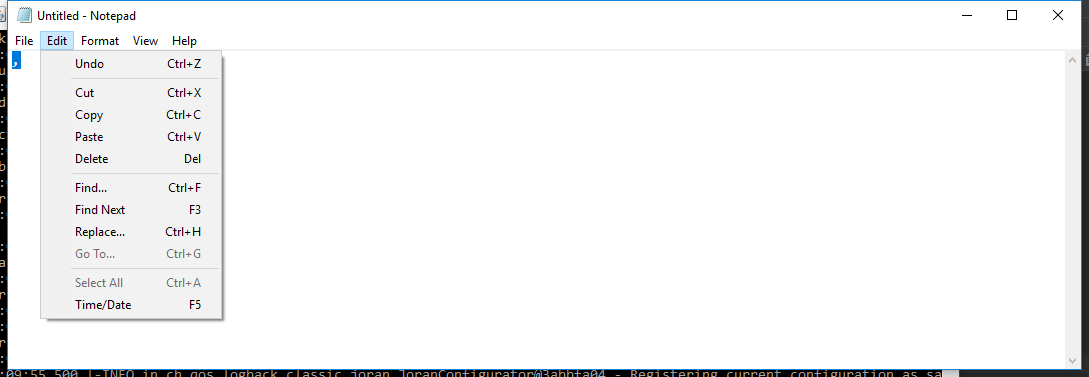 Untitled - Notepad
File Edit Format View Help
,
Undo Ctrl+Z
Cut Ctrl+X
Copy Ctrl+C
Paste Ctrl+V
Delete Del
Find... Ctrl+F
Find Next F3
Replace... Ctrl+H
Go To... Ctrl+G
Select All Ctrl+A
Time/Date F5
:09:55,500 |-INFO in ch.qos.logback.classic.joran.JoranConfigurator@3abbfa04 - Registering current configuration as sa